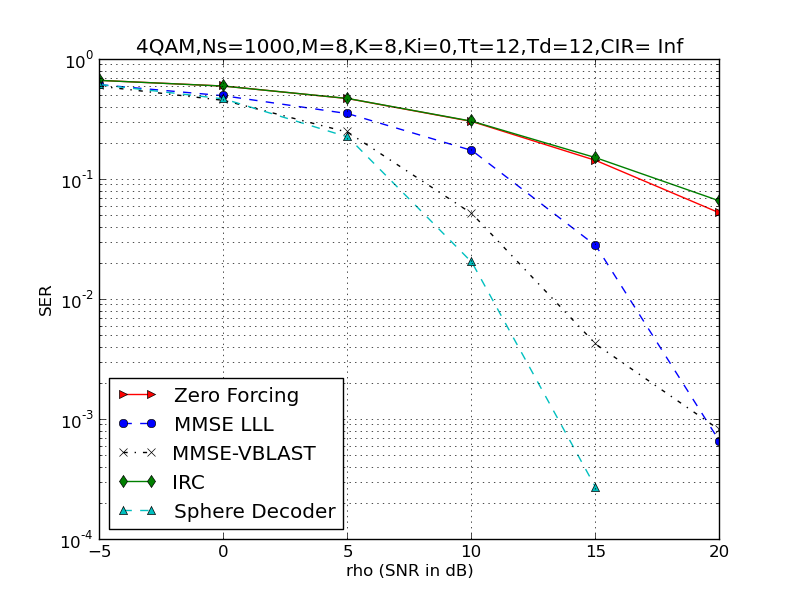 4QAM,Ns=1000,M=8,K=8,Ki=0,Tt=12,Td=12,CIR= Inf
10^0
10^-1
10^-2
10^-3
10^-4
SER
Zero Forcing
MMSE LLL
MMSE-VBLAST
IRC
Sphere Decoder
−5 0 5 10 15 20
rho (SNR in dB)